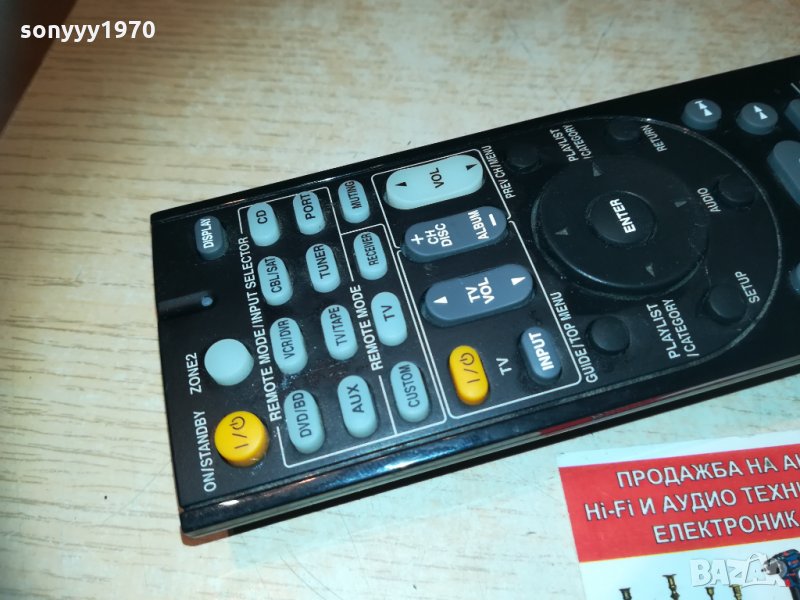 sonyyy1970
DISPLAY
CD
PORT
MUTING
VOL
PREV CH/MENU
PLAYLIST
/CATEGORY
RETURN
CBL/SAT
TUNER
RECEIVER
+
CH
DISC
ALBUM
−
ENTER
AUDIO
REMOTE MODE/INPUT SELECTOR
VCR/DVR
TV/TAPE
REMOTE MODE
TV
TV
VOL
GUIDE/TOP MENU
PLAYLIST
/CATEGORY
SETUP
ZONE2
ON/STANDBY
I/⏻
DVD/BD
AUX
CUSTOM
I/⏻
TV
INPUT
ПРОДАЖБА НА
Hi-Fi И АУДИО ТЕХНИ
ЕЛЕКТРОНИК
BAZAR